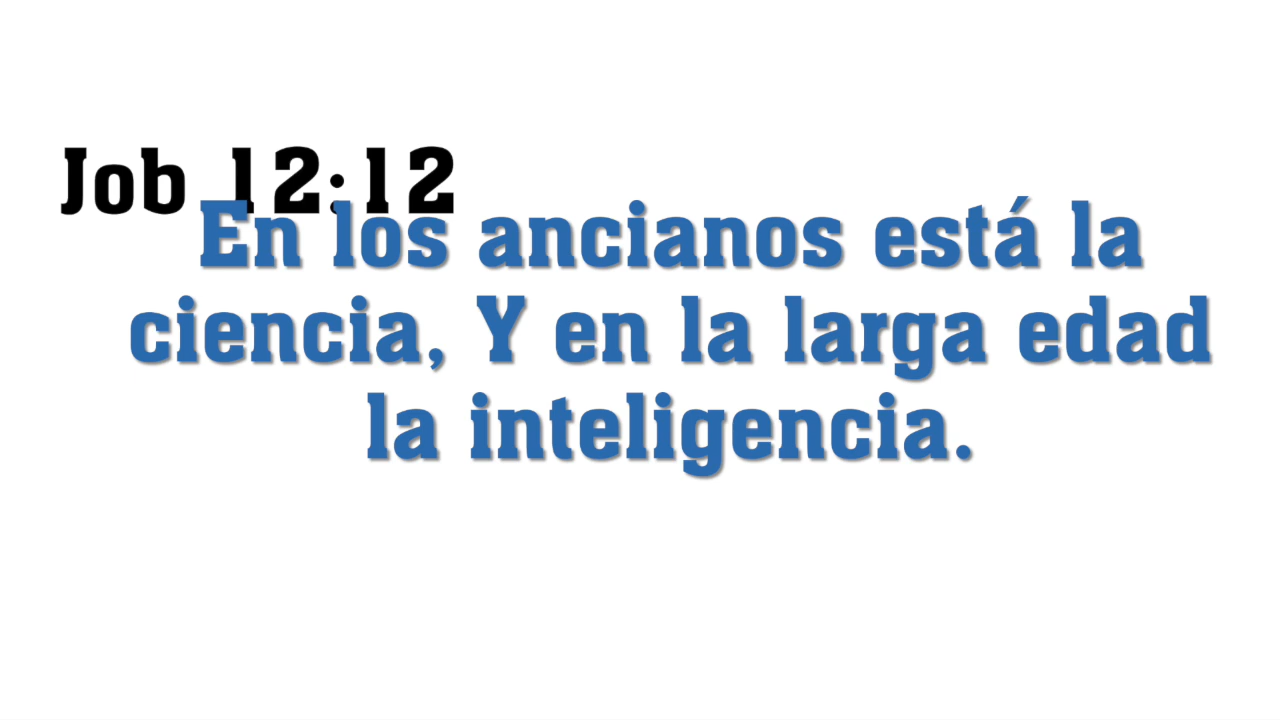 Job 12:12
En los ancianos está la
ciencia, Y en la larga edad
la inteligencia.